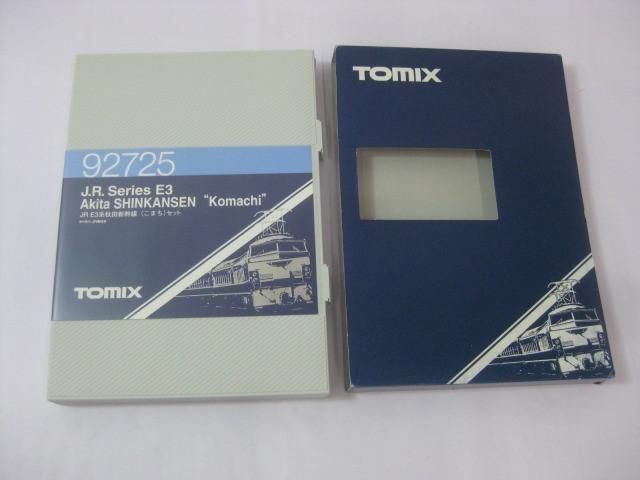 92725
J.R. Series E3
Akita SHINKANSEN "Komachi"
JR E3系秋田新幹線(こまち)セット
TOMIX
TOMIX